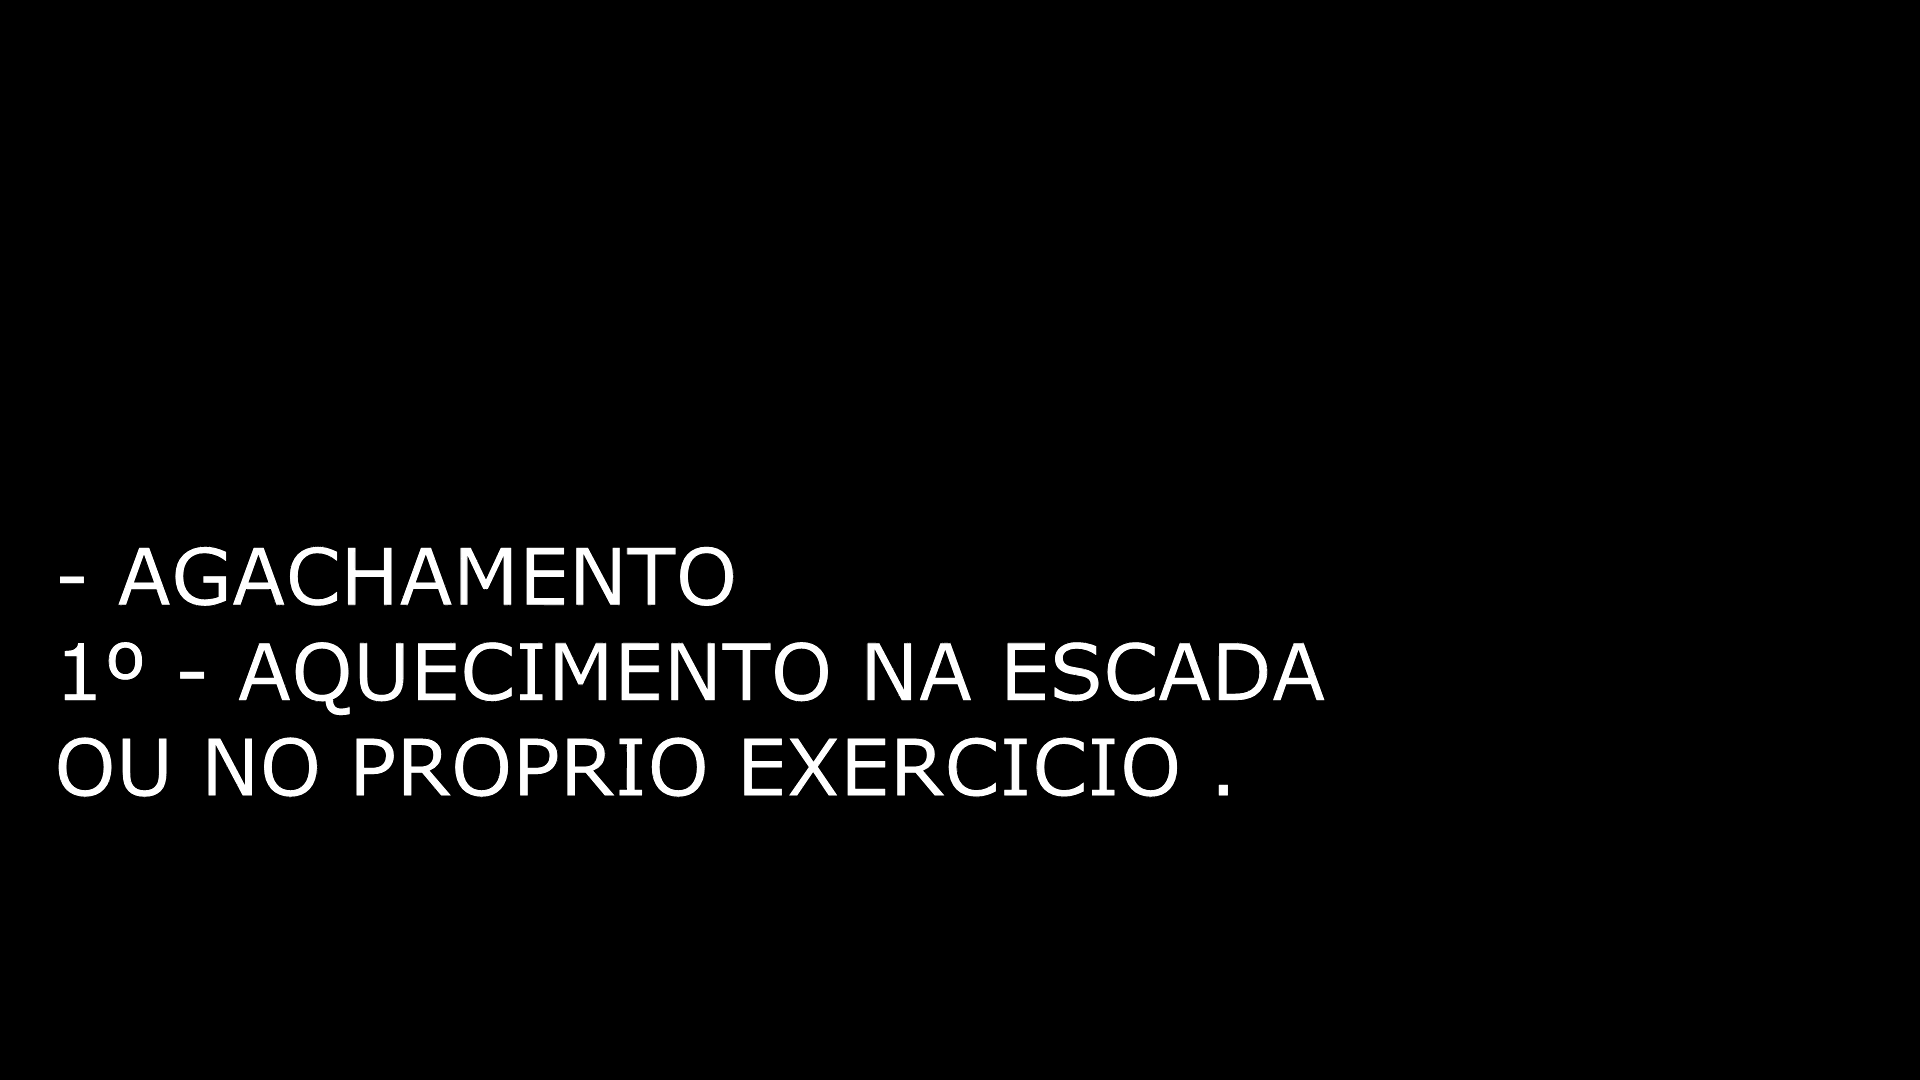 - AGACHAMENTO
1º - AQUECIMENTO NA ESCADA
OU NO PROPRIO EXERCICIO .